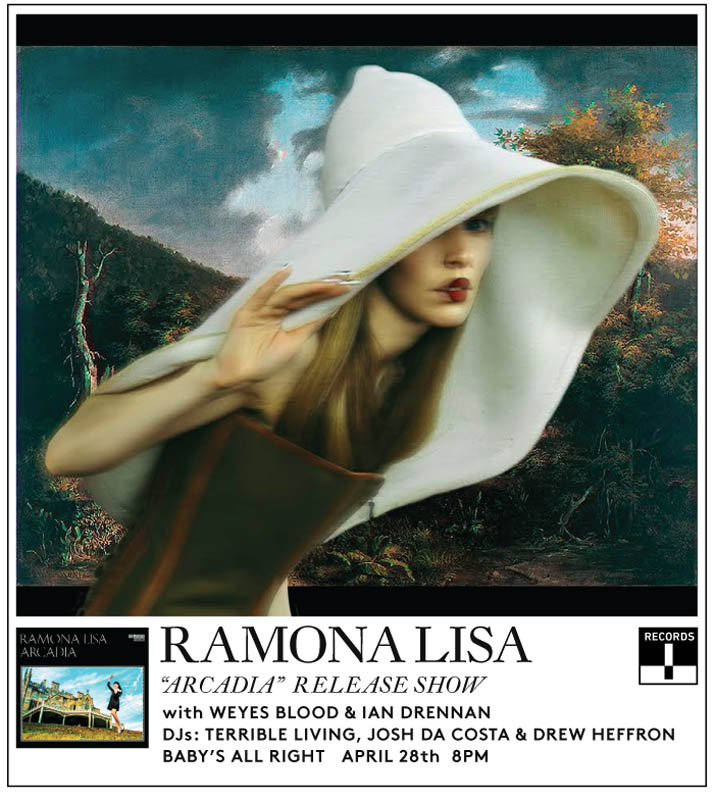 RAMONA LISA
ARCADIA
RAMONA LISA
“ARCADIA” RELEASE SHOW
with WEYES BLOOD & IAN DRENNAN
DJs: TERRIBLE LIVING, JOSH DA COSTA & DREW HEFFRON
BABY'S ALL RIGHT APRIL 28th 8PM
RECORDS